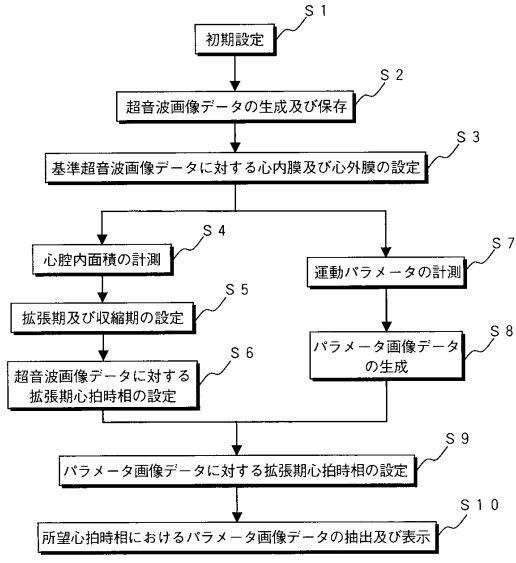 S1
初期設定
S2
超音波画像データの生成及び保存
S3
基準超音波画像データに対する心内膜及び心外膜の設定
S4
心腔内面積の計測
S5
拡張期及び収縮期の設定
S6
超音波画像データに対する
拡張期心拍時相の設定
S7
運動パラメータの計測
S8
パラメータ画像データ
の生成
S9
パラメータ画像データに対する拡張期心拍時相の設定
S10
所望心拍時相におけるパラメータ画像データの抽出及び表示